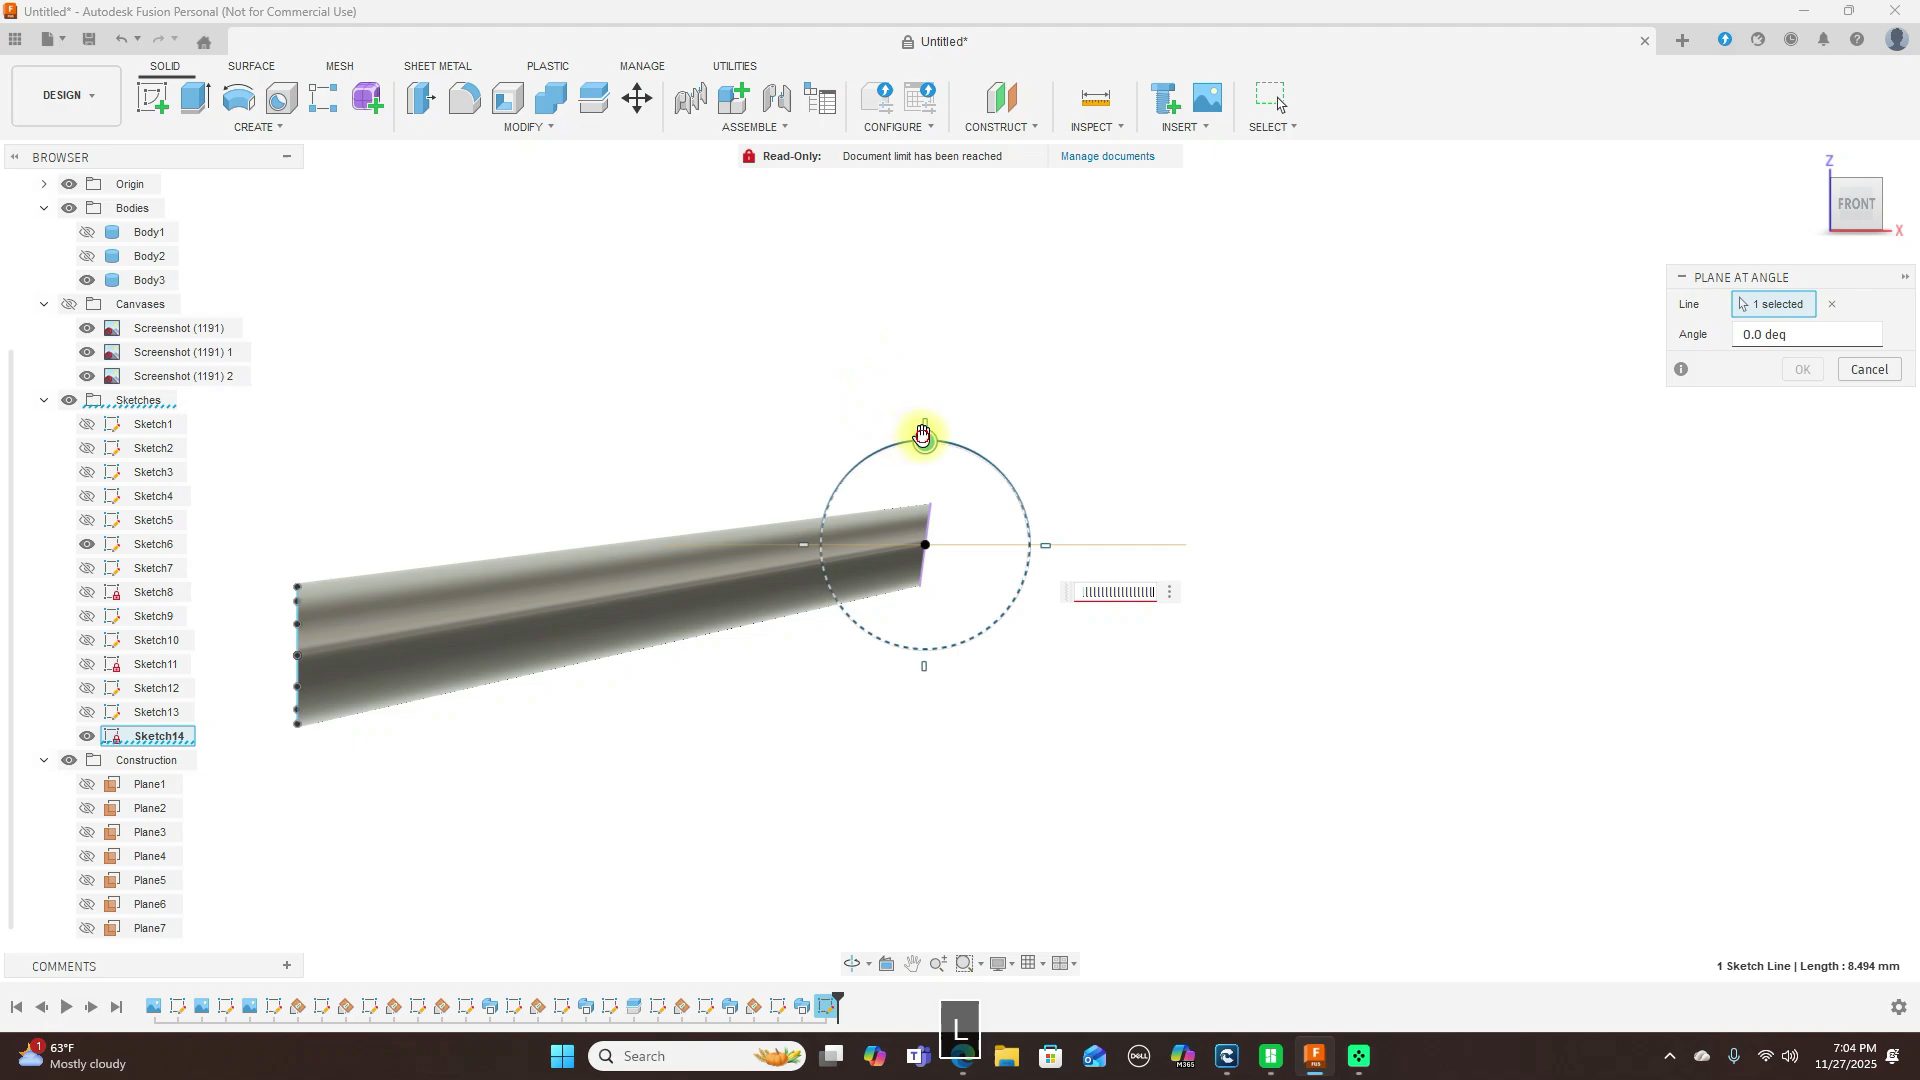 Untitled* - Autodesk Fusion Personal (Not for Commercial Use)
Untitled*
DESIGN
SOLID
SURFACE
MESH
SHEET METAL
PLASTIC
MANAGE
UTILITIES
CREATE
MODIFY
ASSEMBLE
CONFIGURE
CONSTRUCT
INSPECT
INSERT
SELECT
BROWSER
Read-Only: Document limit has been reached Manage documents
Origin
Bodies
Body1
Body2
Body3
Canvases
Screenshot (1191)
Screenshot (1191) 1
Screenshot (1191) 2
Sketches
Sketch1
Sketch2
Sketch3
Sketch4
Sketch5
Sketch6
Sketch7
Sketch8
Sketch9
Sketch10
Sketch11
Sketch12
Sketch13
Sketch14
Construction
Plane1
Plane2
Plane3
Plane4
Plane5
Plane6
Plane7
Z
FRONT
X
PLANE AT ANGLE
Line 1 selected
Angle 0.0 deg
OK Cancel
COMMENTS
1 Sketch Line | Length : 8.494 mm
L
1
63°F
Mostly cloudy
Search
DELL
M365
FUS
7:04 PM
11/27/2025